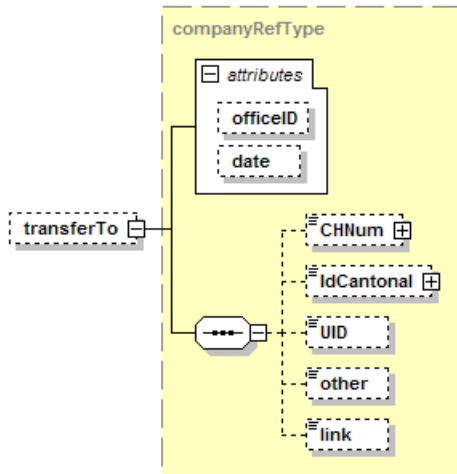 companyRefType
attributes
officeID
date
transferTo
CHNum
IdCantonal
UID
other
link